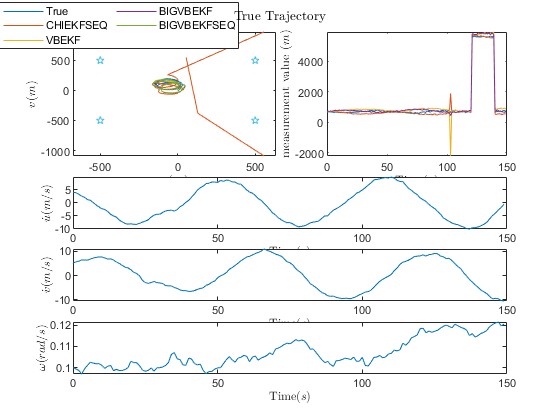 True Trajectory
True
BIGVBEKF
CHIEKFSEQ
BIGVBEKFSEQ
VBEKF
v(m)
500
0
-500
-1000
-500
0
500
measurement value (m)
4000
2000
0
-2000
0
50
100
150
u̇(m/s)
5
0
-5
-10
0
50
100
150
v̇(m/s)
10
0
-10
0
50
100
150
Time(s)
ω(rad/s)
0.12
0.11
0.1
0
50
100
150
Time(s)